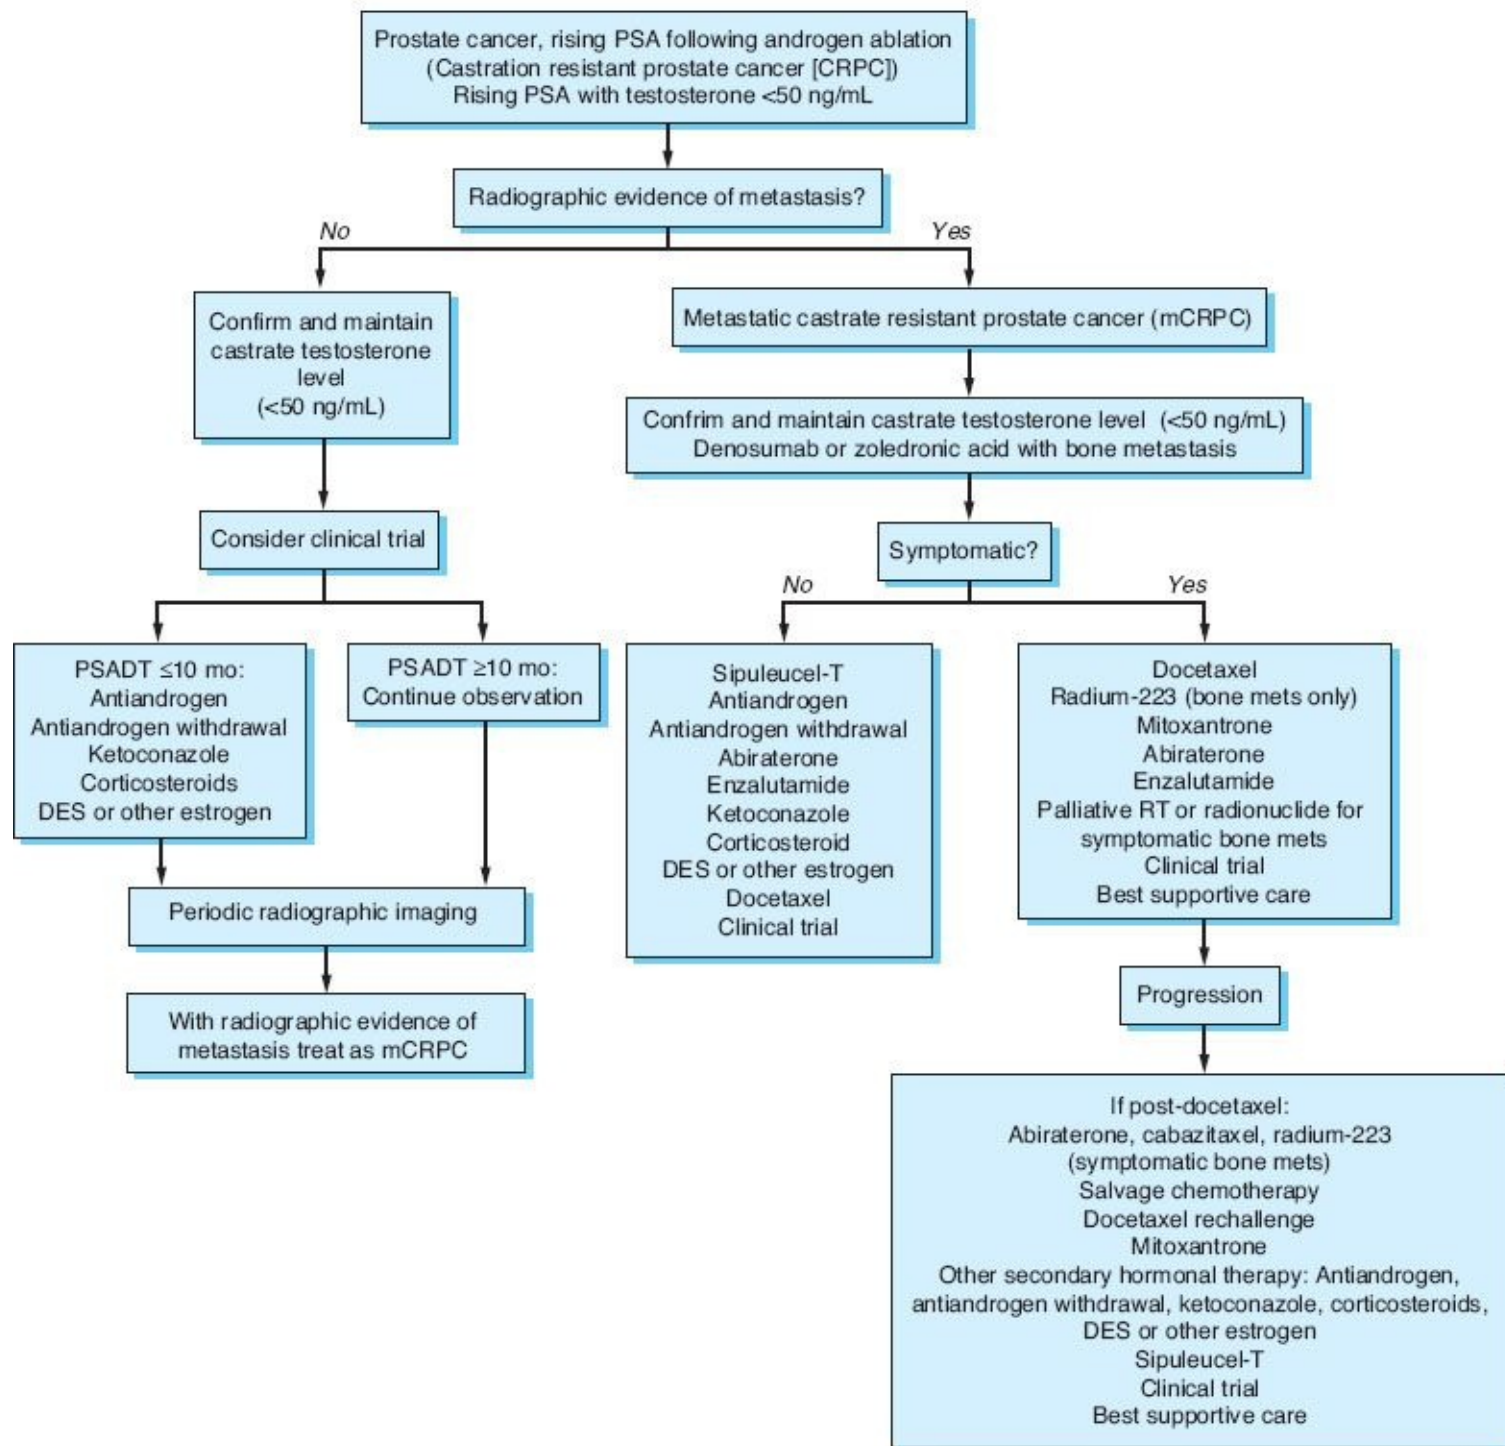 Prostate cancer, rising PSA following androgen ablation
(Castration resistant prostate cancer [CRPC])
Rising PSA with testosterone <50 ng/mL
Radiographic evidence of metastasis?
No
Yes
Confirm and maintain
castrate testosterone
level
(<50 ng/mL)
Metastatic castrate resistant prostate cancer (mCRPC)
Confrim and maintain castrate testosterone level (<50 ng/mL)
Denosumab or zoledronic acid with bone metastasis
Consider clinical trial
Symptomatic?
No
Yes
PSADT ≤10 mo:
Antiandrogen
Antiandrogen withdrawal
Ketoconazole
Corticosteroids
DES or other estrogen
PSADT ≥10 mo:
Continue observation
Sipuleucel-T
Antiandrogen
Antiandrogen withdrawal
Abiraterone
Enzalutamide
Ketoconazole
Corticosteroid
DES or other estrogen
Docetaxel
Clinical trial
Docetaxel
Radium-223 (bone mets only)
Mitoxantrone
Abiraterone
Enzalutamide
Palliative RT or radionuclide for
symptomatic bone mets
Clinical trial
Best supportive care
Periodic radiographic imaging
With radiographic evidence of
metastasis treat as mCRPC
Progression
If post-docetaxel:
Abiraterone, cabazitaxel, radium-223
(symptomatic bone mets)
Salvage chemotherapy
Docetaxel rechallenge
Mitoxantrone
Other secondary hormonal therapy: Antiandrogen,
antiandrogen withdrawal, ketoconazole, corticosteroids,
DES or other estrogen
Sipuleucel-T
Clinical trial
Best supportive care